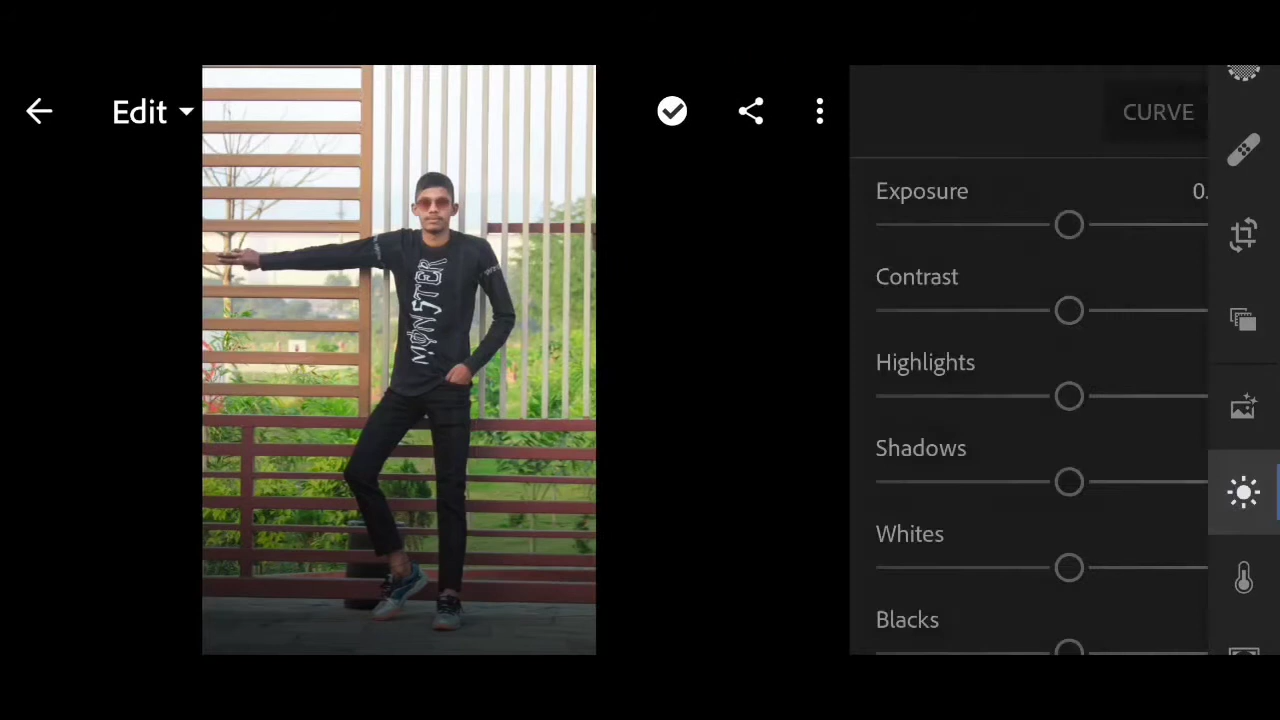 Edit
CURVE
Exposure 0.
Contrast
Highlights
Shadows
Whites
Blacks
MONSTER